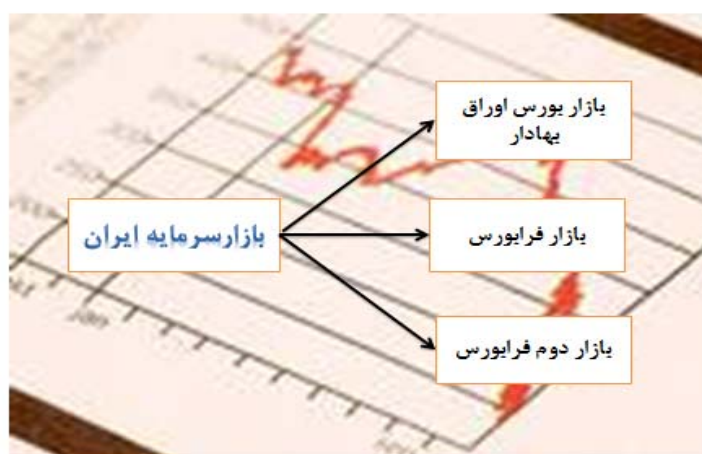 بازار بورس اوراق
بهادار
بازارسرمایه ایران
بازار فرابورس
بازار دوم فرابورس